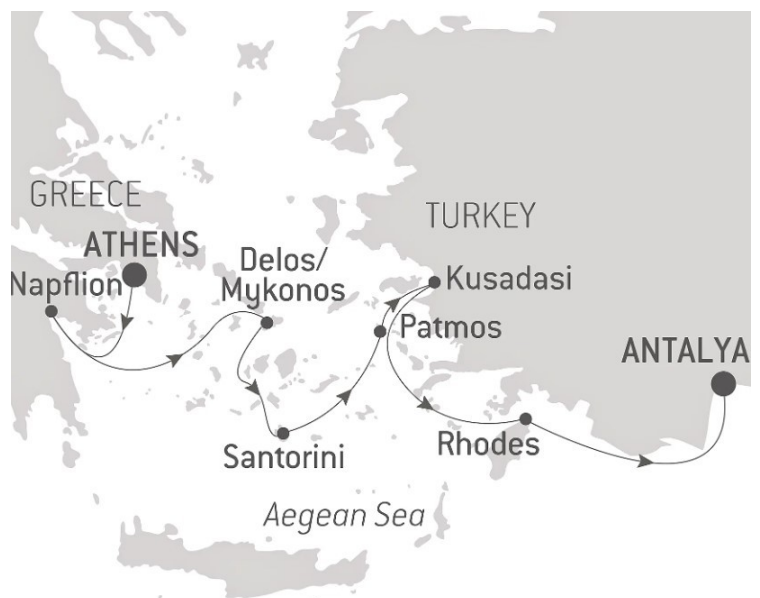 GREECE
TURKEY
ATHENS
Delos/
Mykonos
Napflion
Kusadasi
Patmos
ANTALYA
Rhodes
Santorini
Aegean Sea